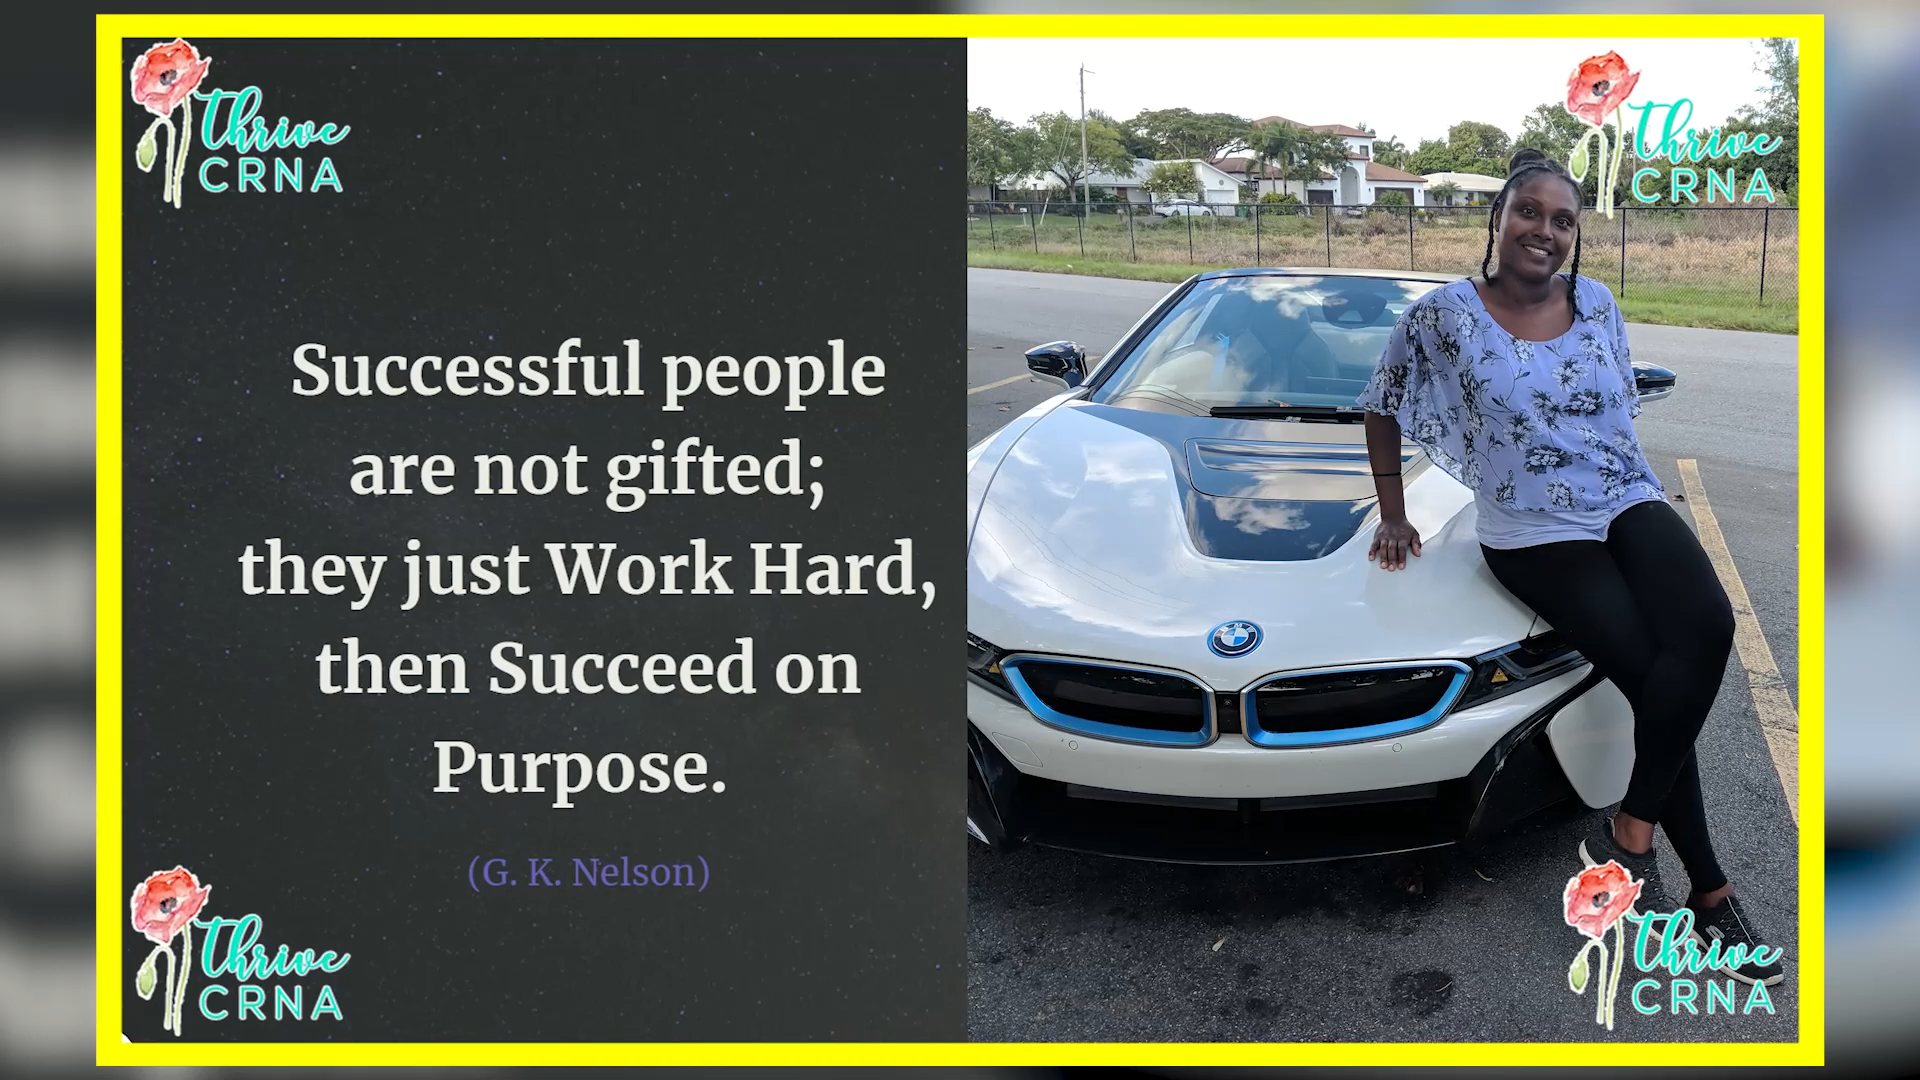 thrive
CRNA
thrive
CRNA
Successful people
are not gifted;
they just Work Hard,
then Succeed on
Purpose.
(G. K. Nelson)
BMW
thrive
CRNA
thrive
CRNA